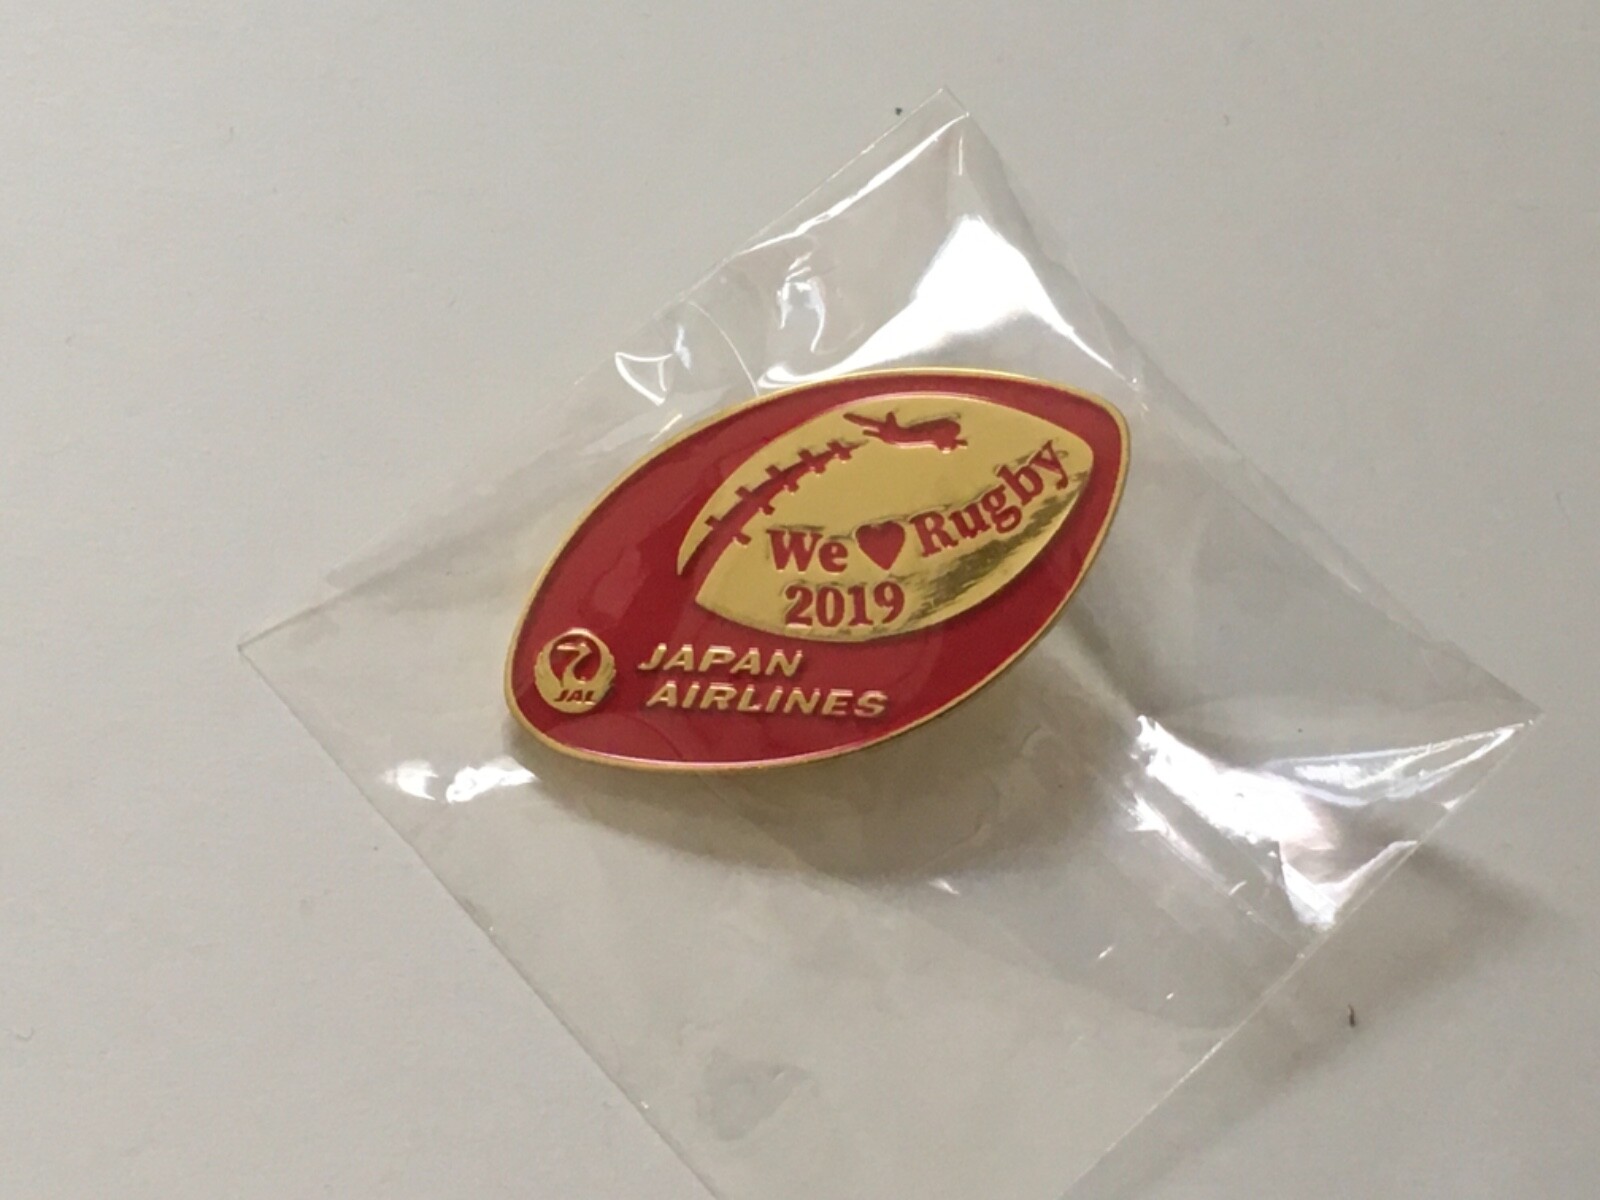 We ♥ Rugby
2019
JAL
JAPAN
AIRLINES